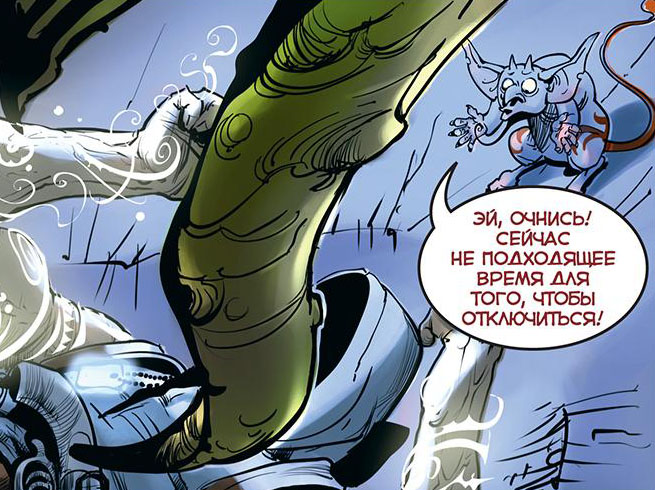 ЭЙ, ОЧНИСЬ!
СЕЙЧАС
НЕ ПОДХОДЯЩЕЕ
ВРЕМЯ ДЛЯ
ТОГО, ЧТОБЫ
ОТКЛЮЧИТЬСЯ!